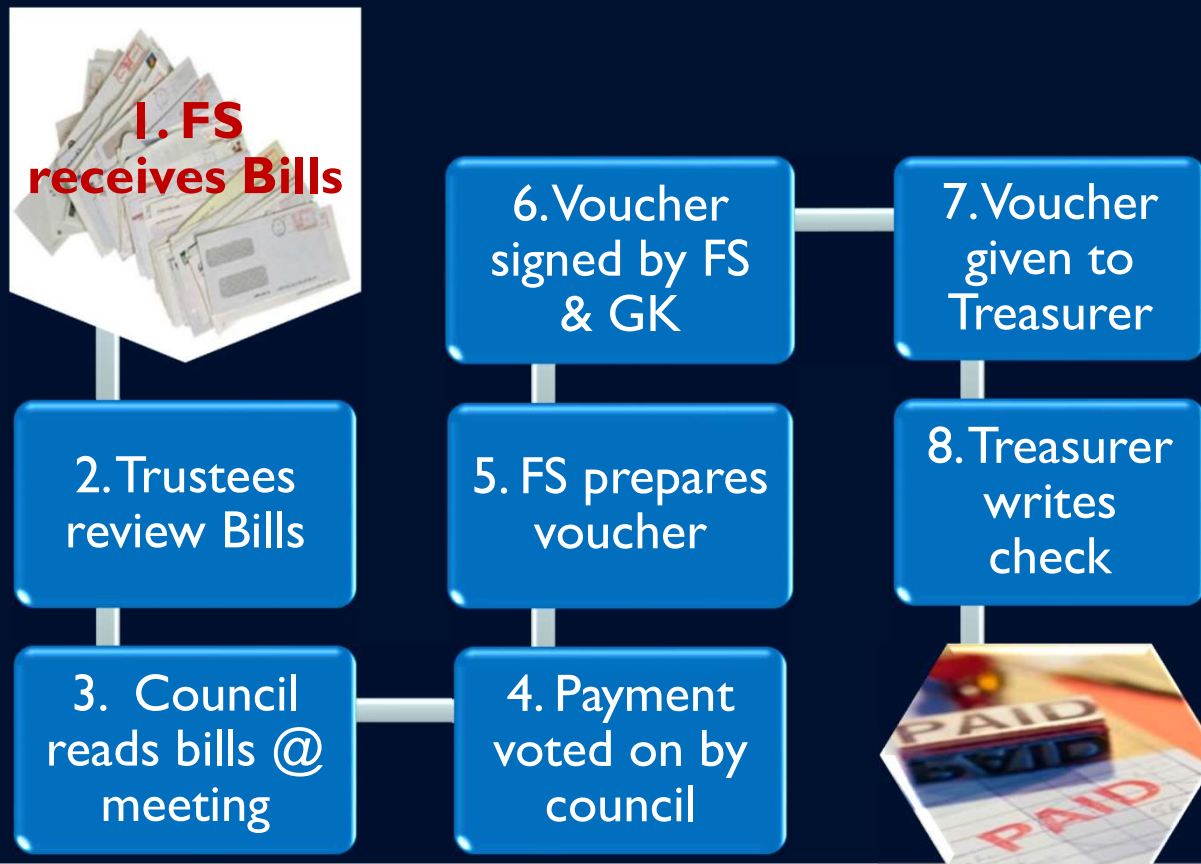 1. FS
receives Bills
2. Trustees
review Bills
3. Council
reads bills @
meeting
4. Payment
voted on by
council
5. FS prepares
voucher
6. Voucher
signed by FS
& GK
7. Voucher
given to
Treasurer
8. Treasurer
writes
check
PAID
PAID
PAID